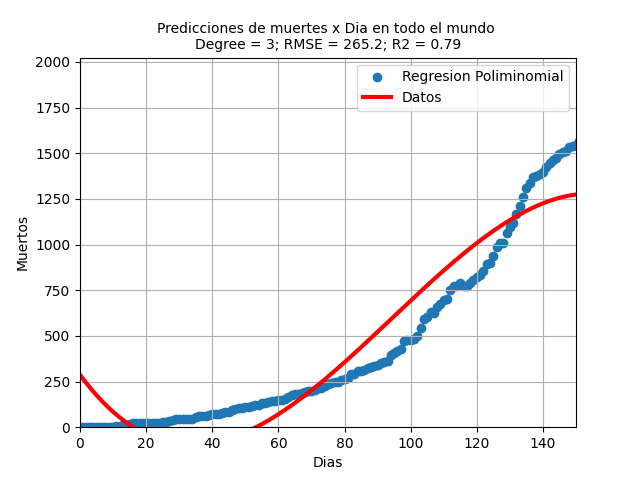 Predicciones de muertes x Dia en todo el mundo
Degree = 3; RMSE = 265.2; R2 = 0.79
Regresion Poliminomial
Datos
Muertos
2000
1750
1500
1250
1000
750
500
250
0
0 20 40 60 80 100 120 140
Dias